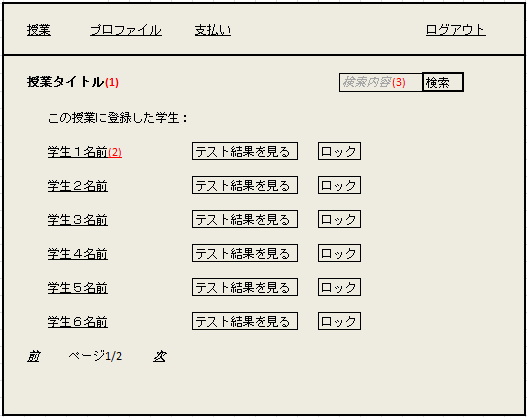 授業 プロファイル 支払い ログアウト
授業タイトル(1) 検索内容(3) 検索
この授業に登録した学生：
学生１名前(2) テスト結果を見る ロック
学生２名前 テスト結果を見る ロック
学生３名前 テスト結果を見る ロック
学生４名前 テスト結果を見る ロック
学生５名前 テスト結果を見る ロック
学生６名前 テスト結果を見る ロック
前 ページ1/2 次